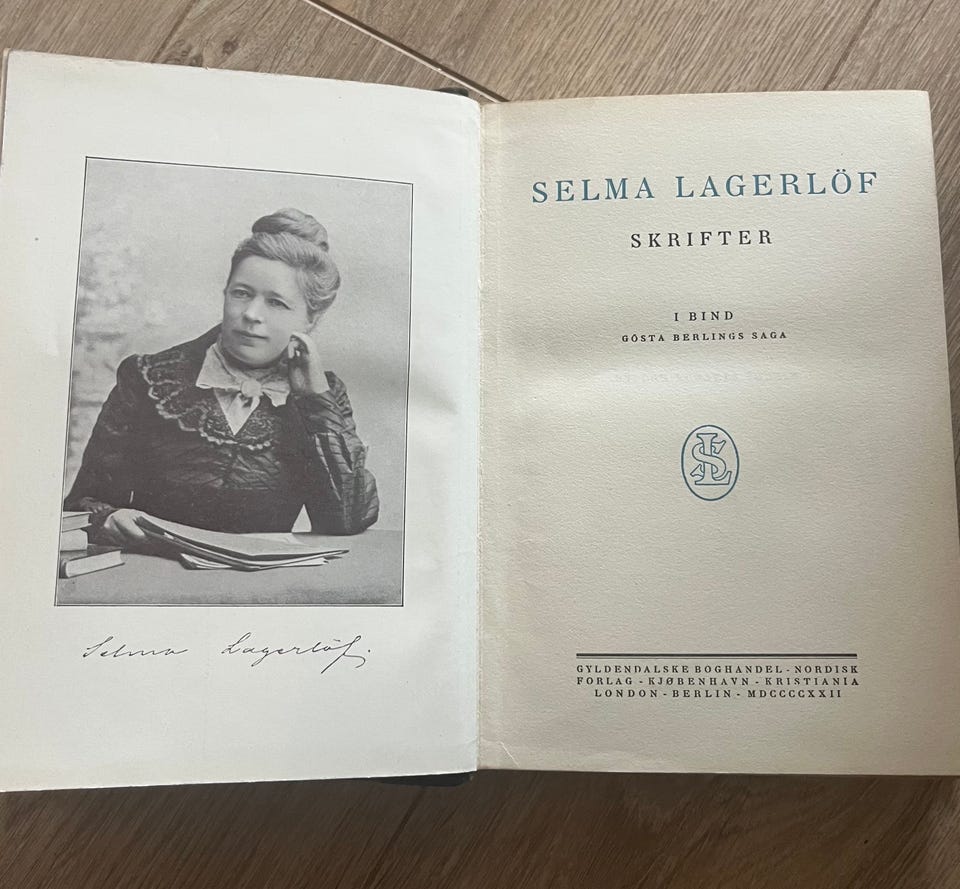 Selma Lagerlöf.
SELMA LAGERLÖF
SKRIFTER
I BIND
GÖSTA BERLINGS SAGA
SL
GYLDENDALSKE BOGHANDEL - NORDISK
FORLAG - KJØBENHAVN - KRISTIANIA
LONDON - BERLIN - MDCCCCXXII